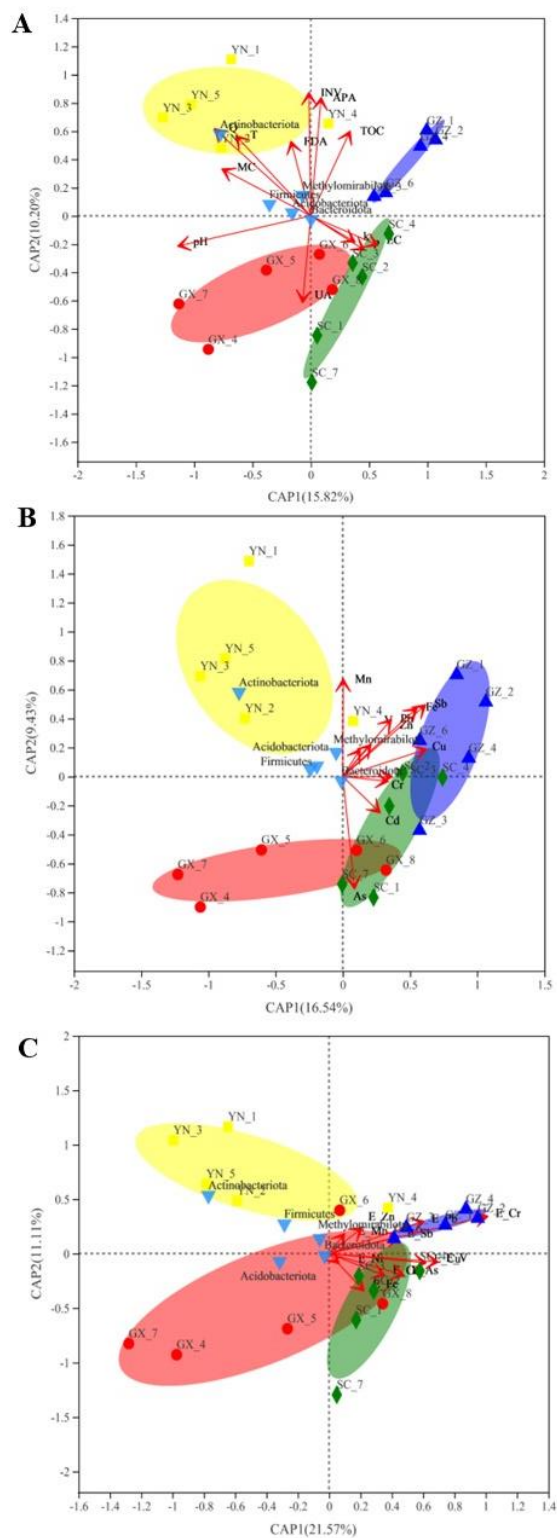 A
YN_1
YN_5
YN_3
INV
APA
YN_4
Actinobacteriota
Q
T
TOC
GZ_1
GZ_2
FDA
MC
Methylomirabilota
GZ_6
Firmicutes
Acidobacteriota
Bacteroidota
SC_4
pH
GX_6
GX_5
SC_2
GX_7
UA
SC_1
GX_4
SC_7
CAP2(10.20%)
1.4
1.2
1
0.8
0.6
0.4
0.2
0
-0.2
-0.4
-0.6
-0.8
-1
-1.2
-1.4
-1.6
-2
-1.5
-1
-0.5
0
0.5
1
1.5
2
CAP1(15.82%)
B
YN_1
YN_5
YN_3
Actinobacteriota
YN_2
Mn
GZ_1
Sb
GZ_2
YN_4
Zn
GZ_6
Methylomirabilota
Acidobacteriota
Cu
GZ_4
Firmicutes
SC_4
Cr
Cd
GZ_3
GX_5
GX_6
GX_7
GX_8
SC_7
GX_4
As
SC_1
CAP2(9.43%)
1.8
1.6
1.4
1.2
1
0.8
0.6
0.4
0.2
0
-0.2
-0.4
-0.6
-0.8
-1
-1.2
-1.5
-1
-0.5
0
0.5
1
1.5
CAP1(16.54%)
C
YN_3
YN_1
YN_5
Actinobacteriota
YN_2
GX_6
YN_4
GZ_4
Firmicutes
E_Zn
E_Cr
Methylomirabilota
Mn
E_Sb
Bacteroidota
Acidobacteriota
As
GX_8
GX_5
GX_7
GX_4
SC_7
CAP2(11.11%)
2
1.5
1
0.5
0
-0.5
-1
-1.5
-2
-1.6
-1.4
-1.2
-1
-0.8
-0.6
-0.4
-0.2
0
0.2
0.4
0.6
0.8
1
1.2
1.4
CAP1(21.57%)